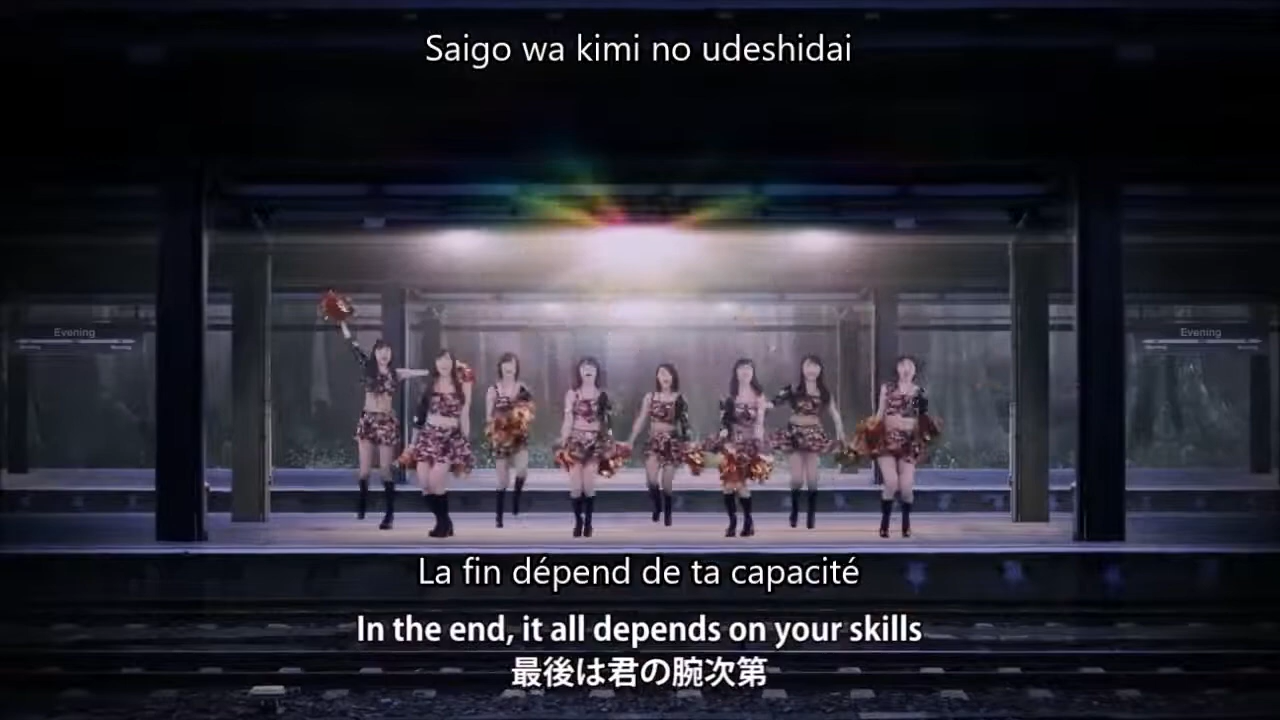 Saigo wa kimi no udeshidai
Evening
Evening
La fin dépend de ta capacité
In the end, it all depends on your skills
最後は君の腕次第